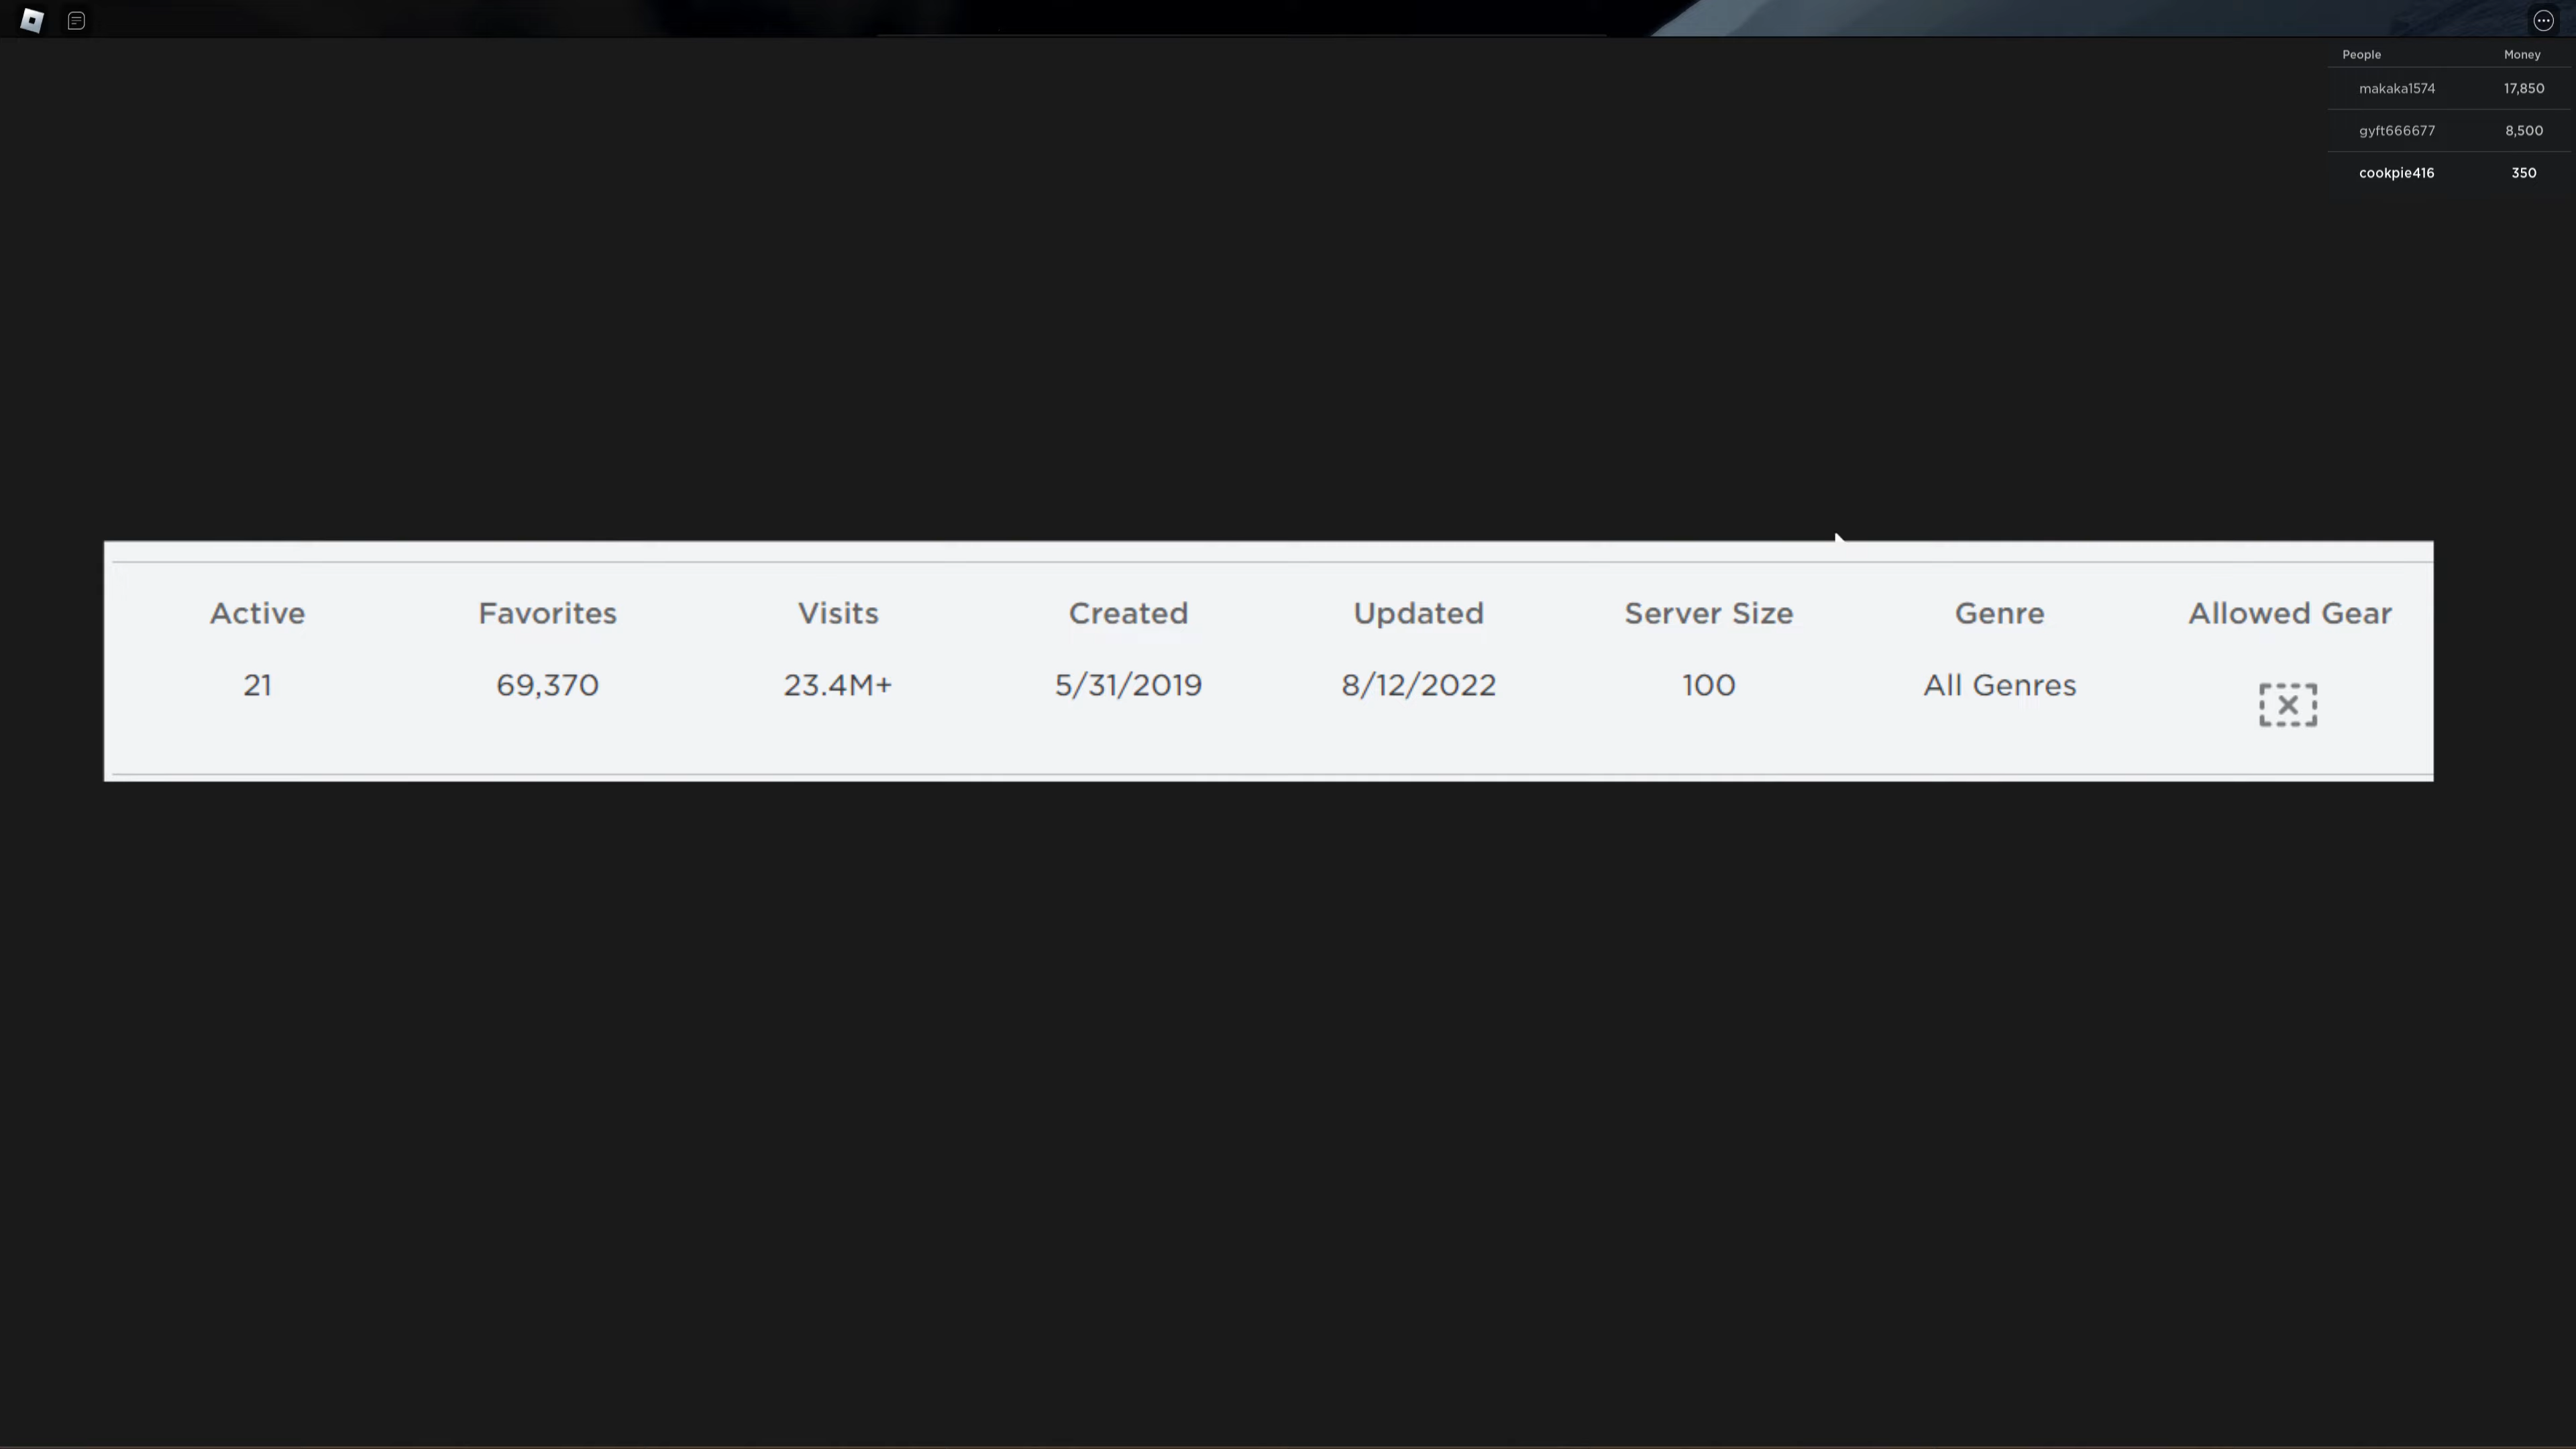 People Money
makaka1574 17,850
gyft666677 8,500
cookpie416 350
Active Favorites Visits Created Updated Server Size Genre Allowed Gear
21 69,370 23.4M+ 5/31/2019 8/12/2022 100 All Genres